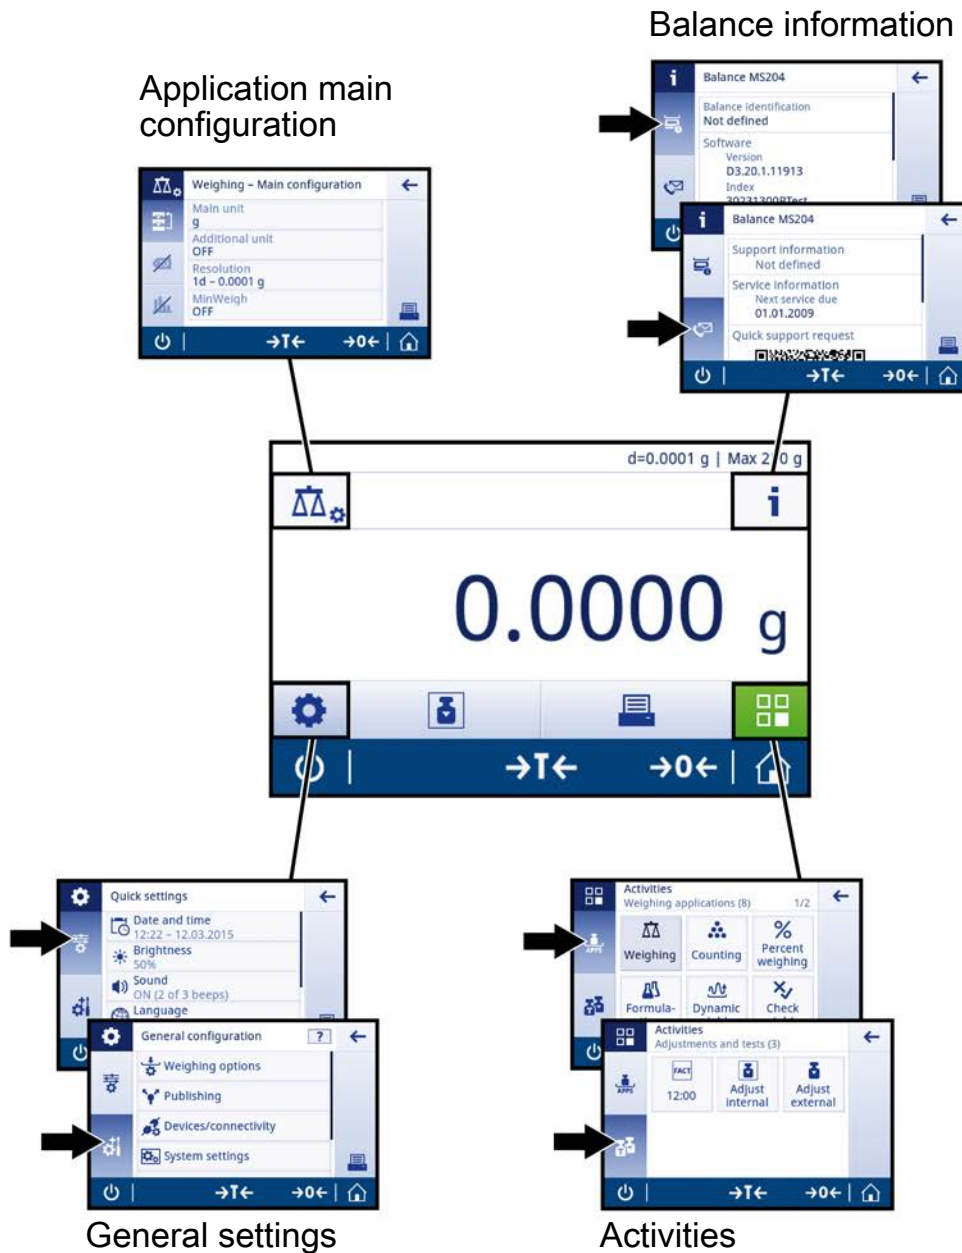 Balance information
Application main
configuration
Balance MS204
Balance identification
Not defined
Software
Version
D3.20.1.11913
Index
Balance MS204
Support information
Not defined
Service information
Next service due
01.01.2009
Quick support request
→T← →0←
Weighing – Main configuration
Main unit
g
Additional unit
OFF
Resolution
1d – 0.0001 g
MinWeigh
OFF
→T← →0←
d=0.0001 g | Max 2 0 g
i
0.0000 g
→T← →0←
Quick settings
Date and time
12:22 – 12.03.2015
Brightness
50%
Sound
ON (2 of 3 beeps)
Language
General configuration ?
Weighing options
Publishing
Devices/connectivity
System settings
→T← →0←
General settings
Activities
Weighing applications (8) 1/2
APPS
Weighing
Counting
%
Percent
weighing
Formula-
Dynamic
Check
Activities
Adjustments and tests (3)
APPS
FACT
12:00
Adjust
internal
Adjust
external
→T← →0←
Activities